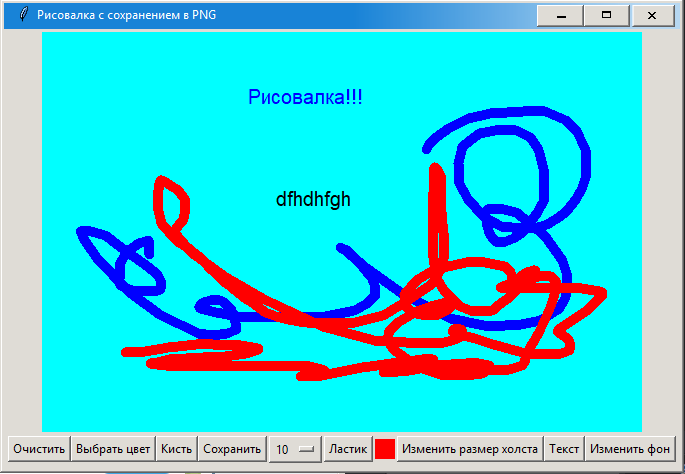 Рисовалка с сохранением в PNG
Рисовалка!!!
dfhdhfgh
Очистить Выбрать цвет Кисть Сохранить 10 Ластик Изменить размер холста Текст Изменить фон